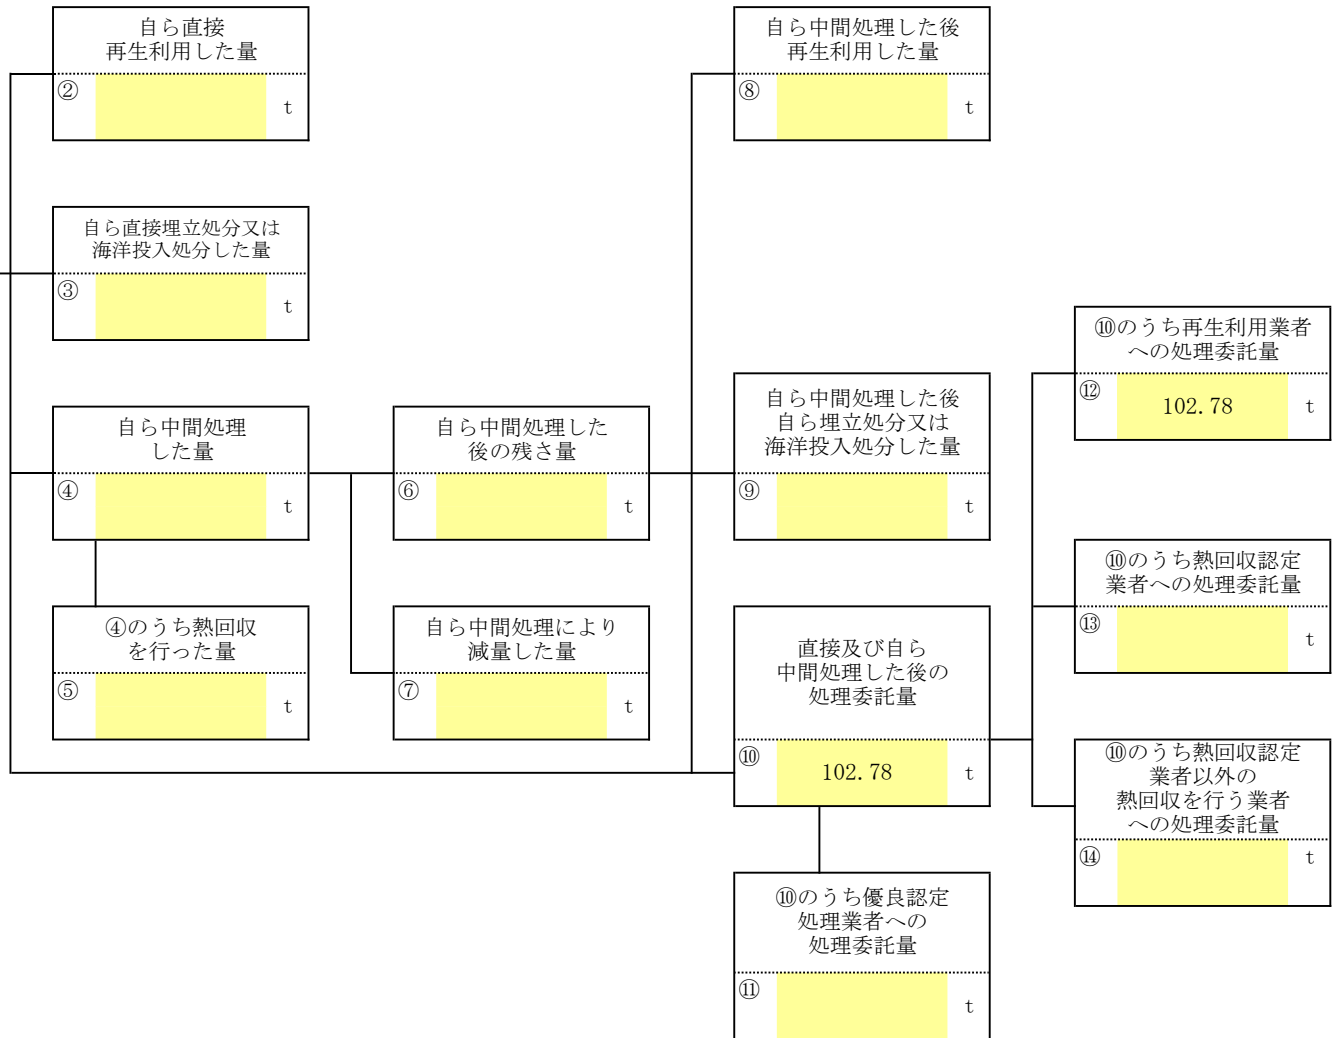 自ら直接
再生利用した量
②
t
自ら中間処理した後
再生利用した量
⑧
t
自ら直接埋立処分又は
海洋投入処分した量
③
t
⑩のうち再生利用業者
への処理委託量
⑫
102.78
t
自ら中間処理
した量
④
t
自ら中間処理した
後の残さ量
⑥
t
自ら中間処理した後
自ら埋立処分又は
海洋投入処分した量
⑨
t
⑩のうち熱回収認定
業者への処理委託量
⑬
t
④のうち熱回収
を行った量
⑤
t
自ら中間処理により
減量した量
⑦
t
直接及び自ら
中間処理した後の
処理委託量
⑩
102.78
t
⑩のうち熱回収認定
業者以外の
熱回収を行う業者
への処理委託量
⑭
t
⑩のうち優良認定
処理業者への
処理委託量
⑪
t